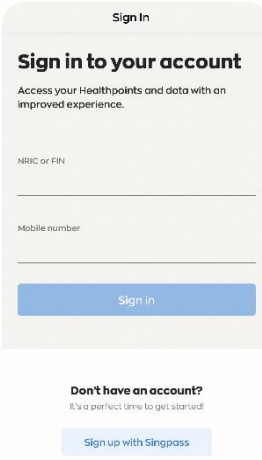 Sign In
Sign in to your account
Access your Healthpoints and data with an
improved experience.
NRIC or FIN
Mobile number
Sign in
Don't have an account?
It's a perfect time to get started!
Sign up with Singpass